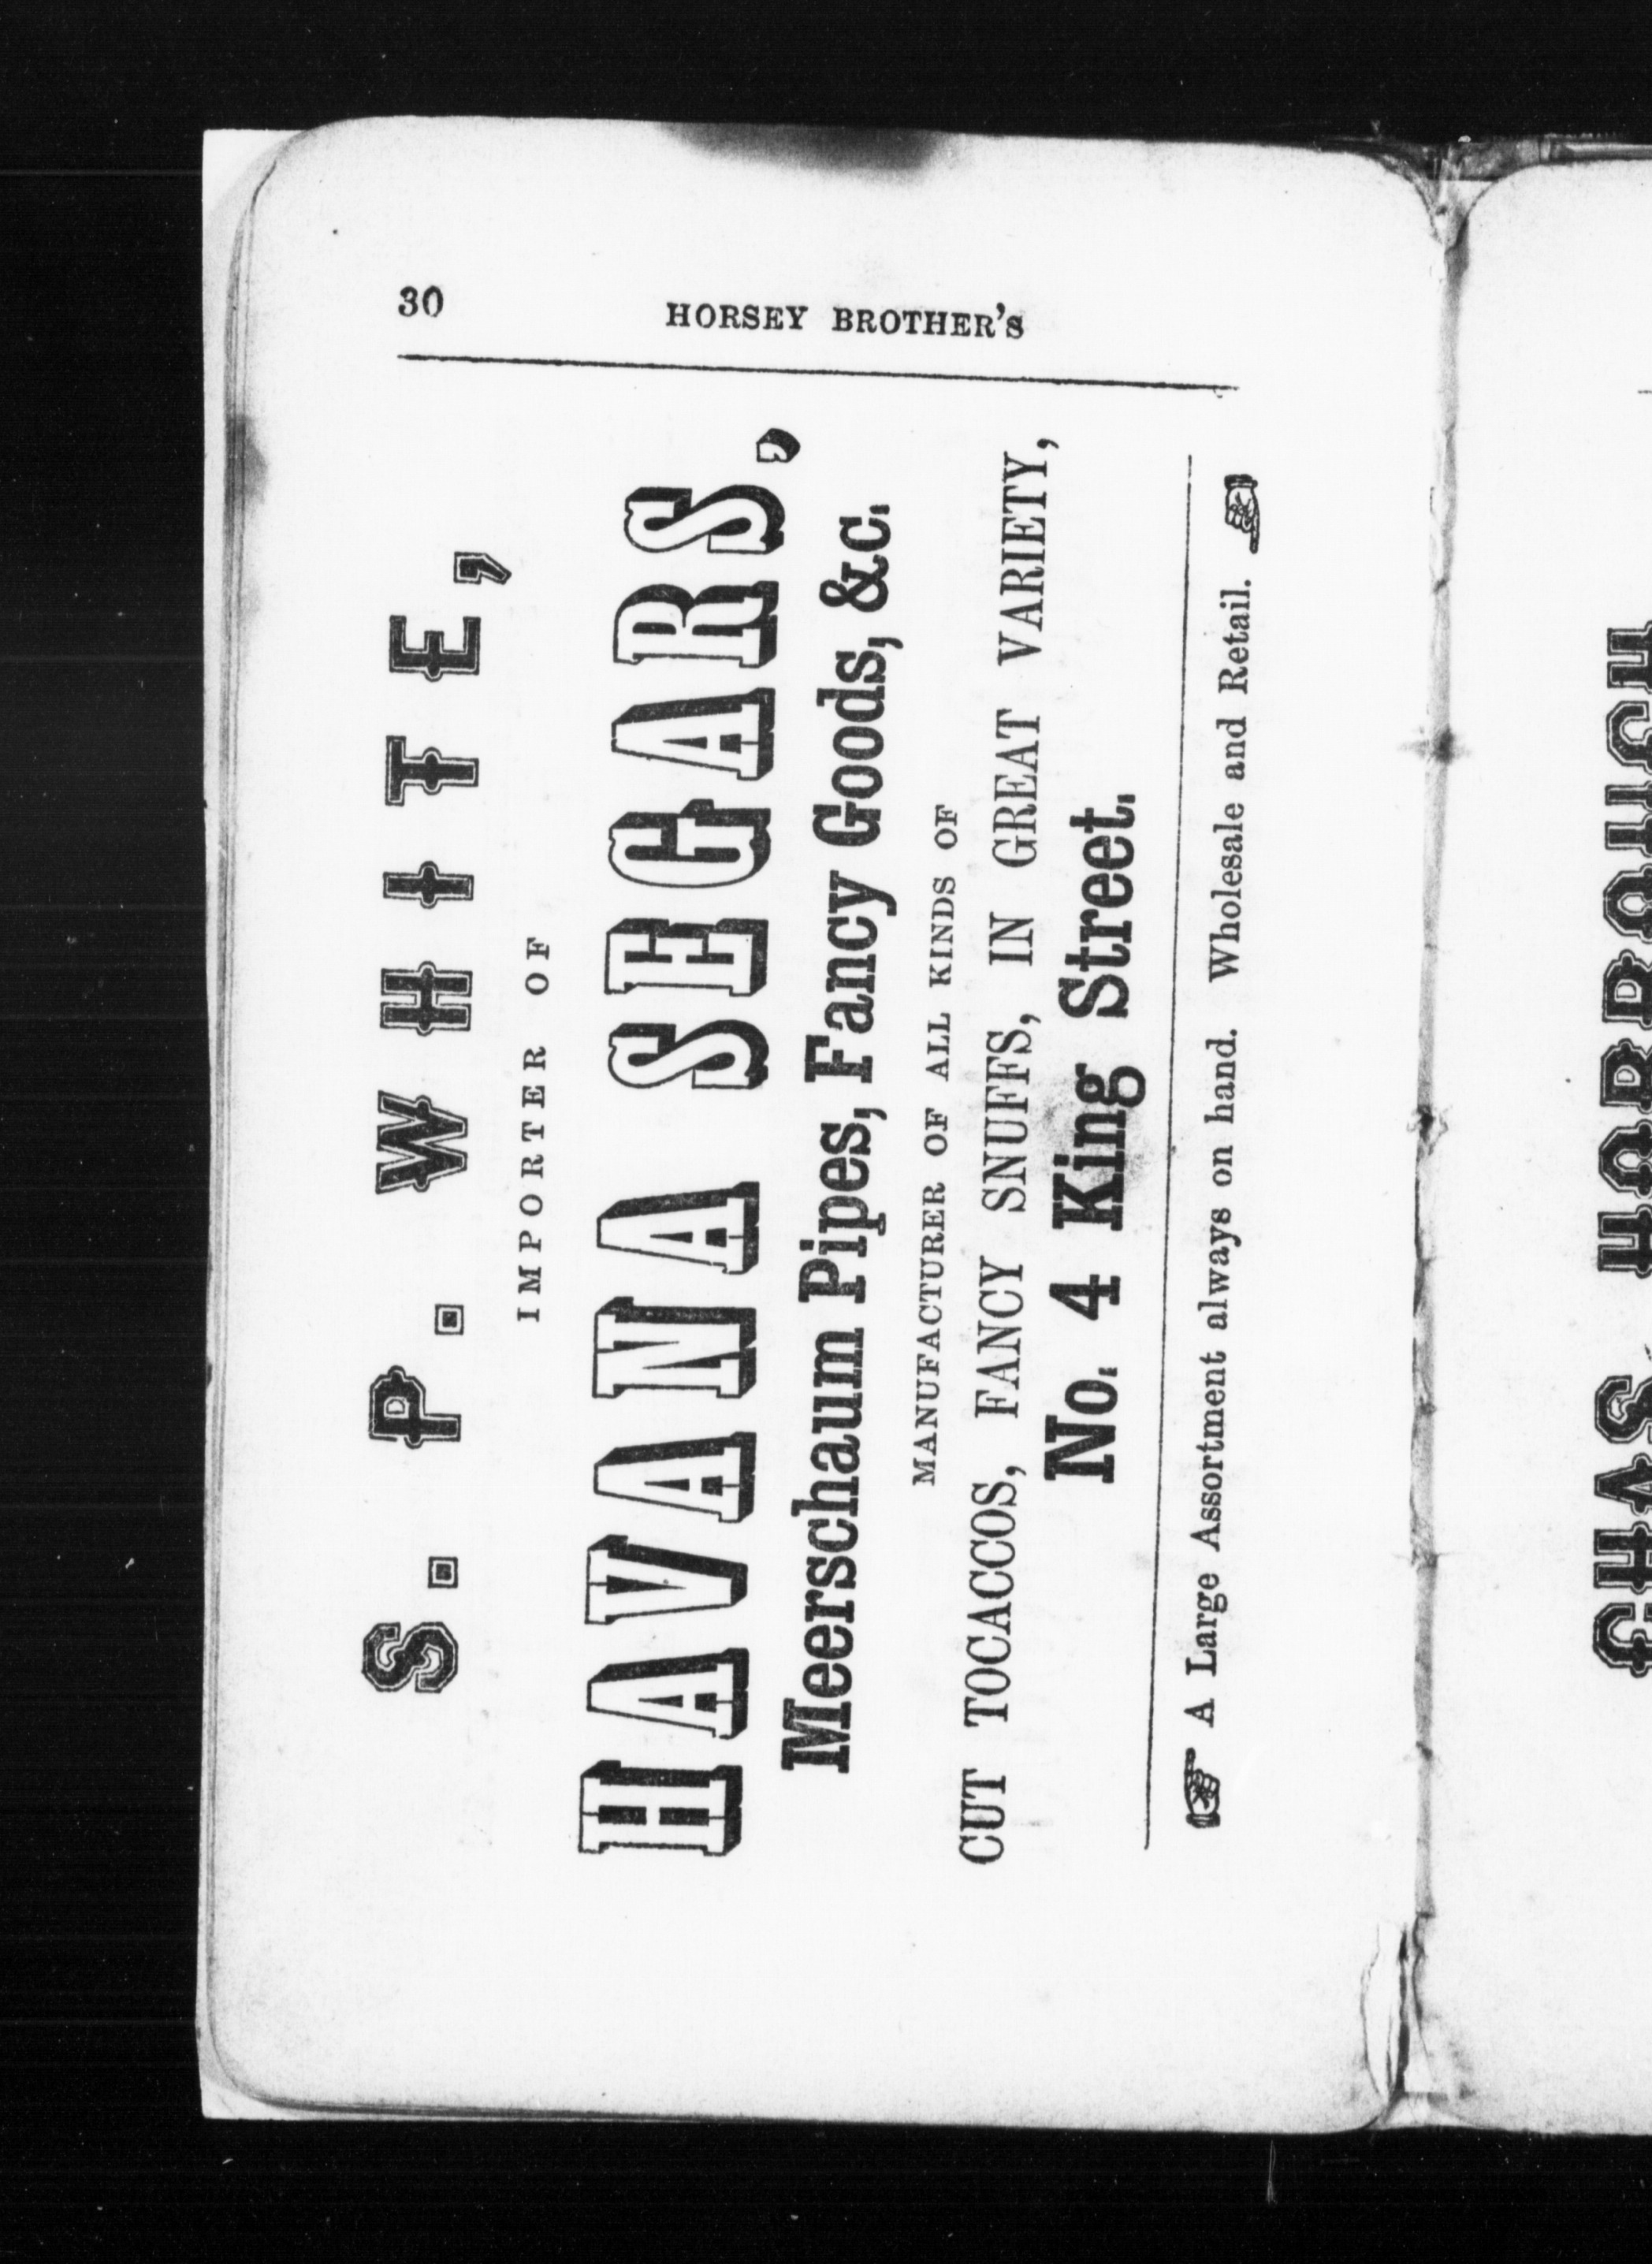 30
HORSEY BROTHER'S
S. P. WHITE,
IMPORTER OF
HAVANA SEGARS,
Meerschaum Pipes, Fancy Goods, &c.
MANUFACTURER OF ALL KINDS OF
CUT TOCACCOS, FANCY SNUFFS, IN GREAT VARIETY,
No. 4 King Street.
A Large Assortment always on hand. Wholesale and Retail.